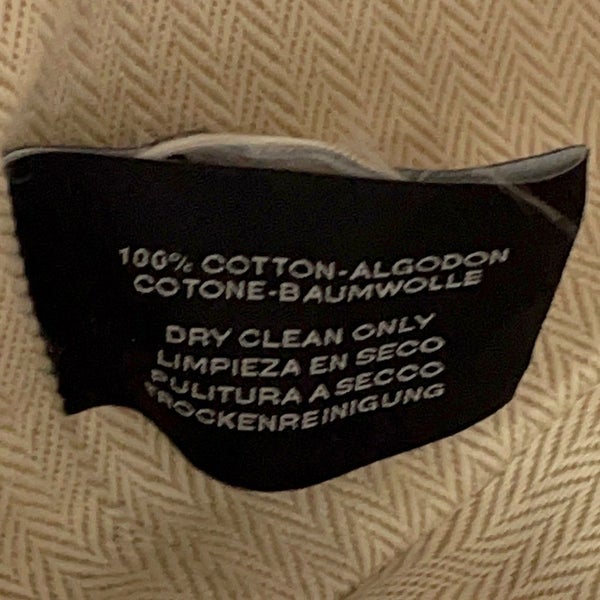 100% COTTON-ALGODON
COTONE-BAUMWOLLE
DRY CLEAN ONLY
LIMPIEZA EN SECO
PULITURA A SECCO
TROCKENREINIGUNG